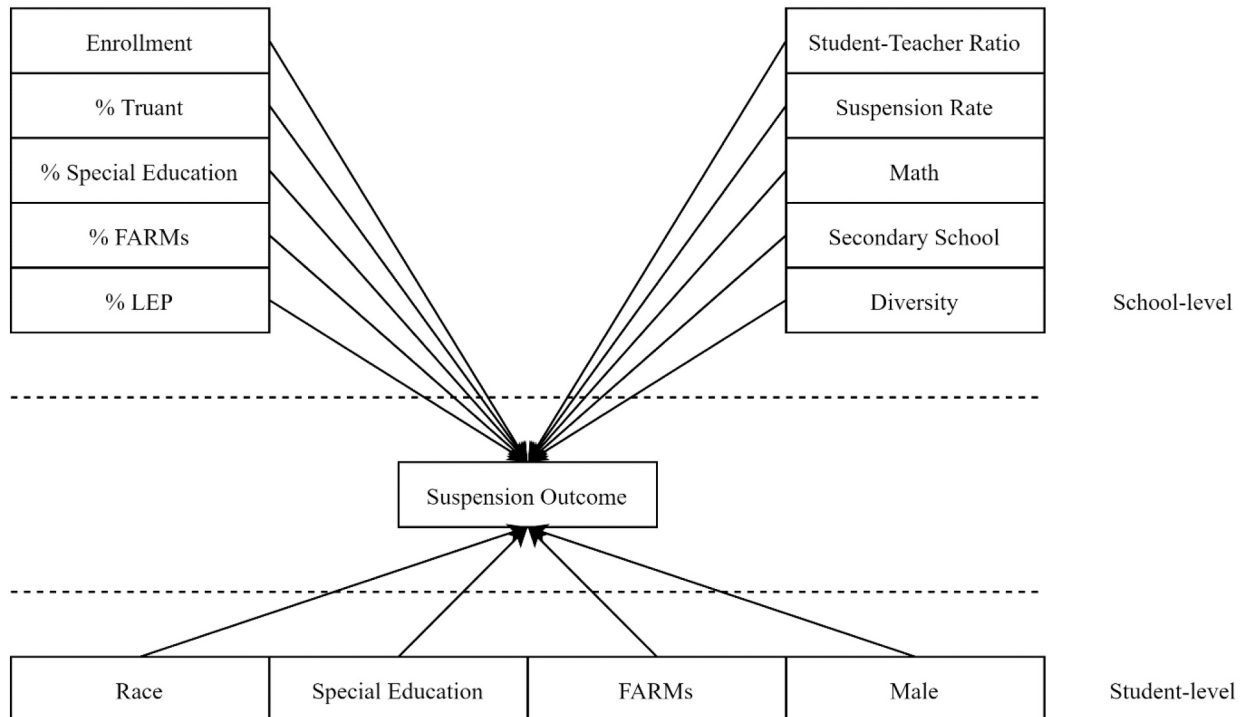 Enrollment
% Truant
% Special Education
% FARMs
% LEP
Student-Teacher Ratio
Suspension Rate
Math
Secondary School
Diversity
School-level
Suspension Outcome
Race
Special Education
FARMs
Male
Student-level